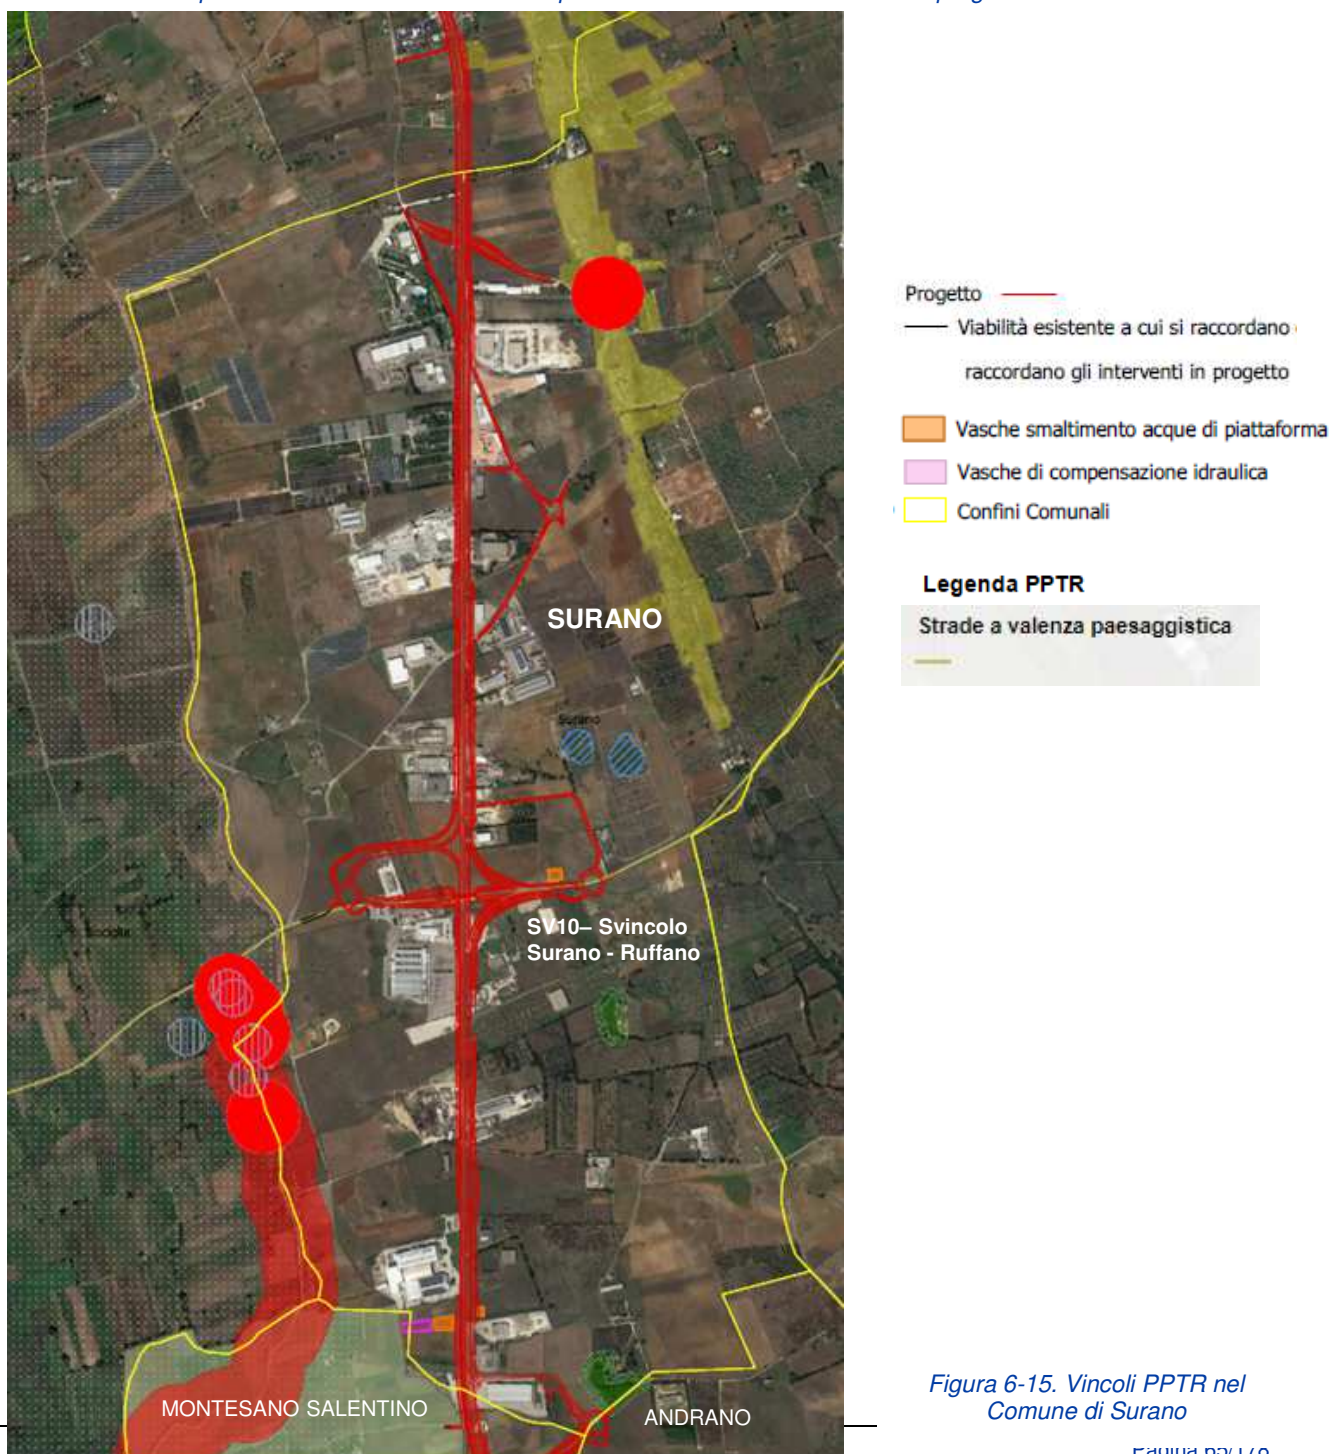 Progetto
Viabilità esistente a cui si raccordano
raccordano gli interventi in progetto
Vasche smaltimento acque di piattaforma
Vasche di compensazione idraulica
Confini Comunali
Legenda PPTR
Strade a valenza paesaggistica
SURANO
Surano
SV10– Svincolo
Surano - Ruffano
MONTESANO SALENTINO
ANDRANO
Figura 6-15. Vincoli PPTR nel
Comune di Surano